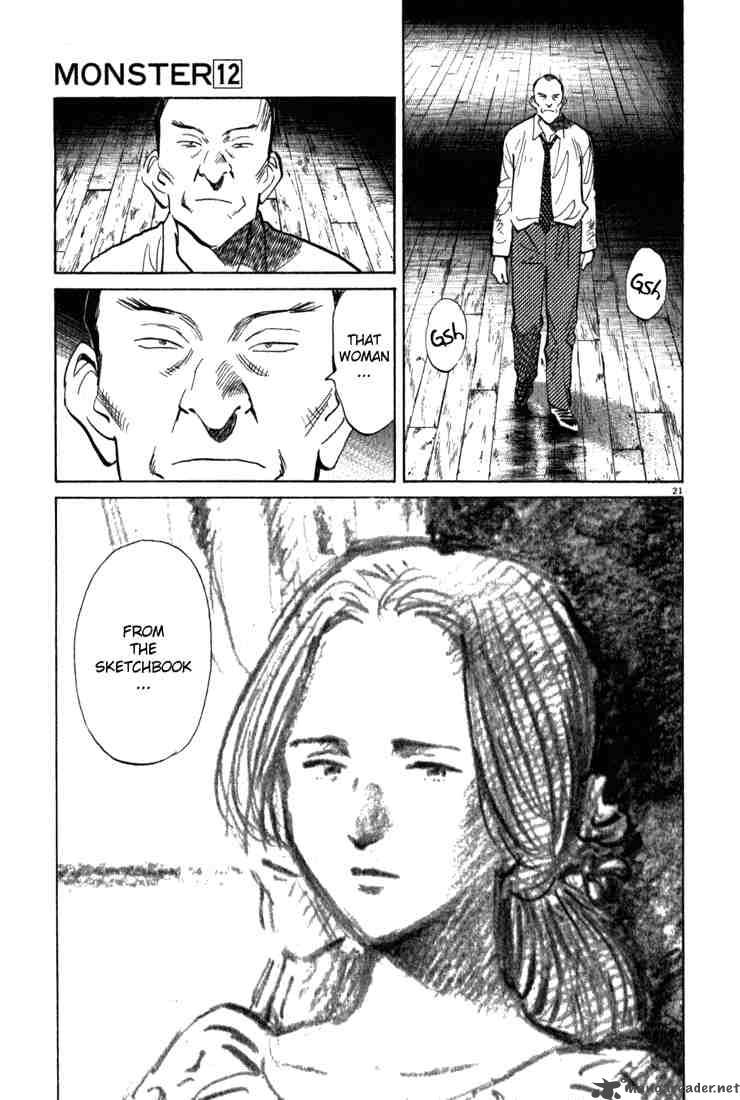 MONSTER 12
GSh
GSh
THAT
WOMAN
...
21
FROM
THE
SKETCHBOOK
...
mangareader.net